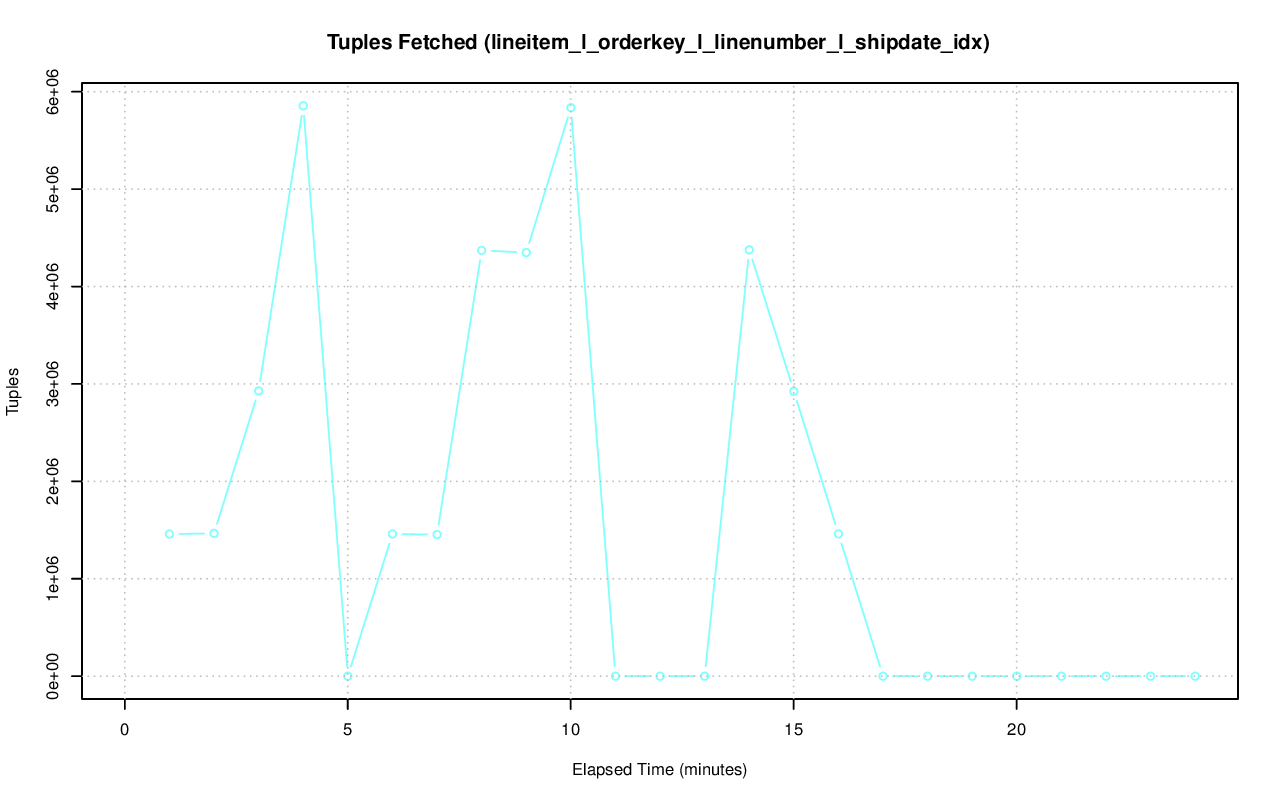 Tuples Fetched (lineitem_l_orderkey_l_linenumber_l_shipdate_idx)
6e+06
5e+06
4e+06
3e+06
2e+06
1e+06
0e+00
Tuples
0 5 10 15 20
Elapsed Time (minutes)